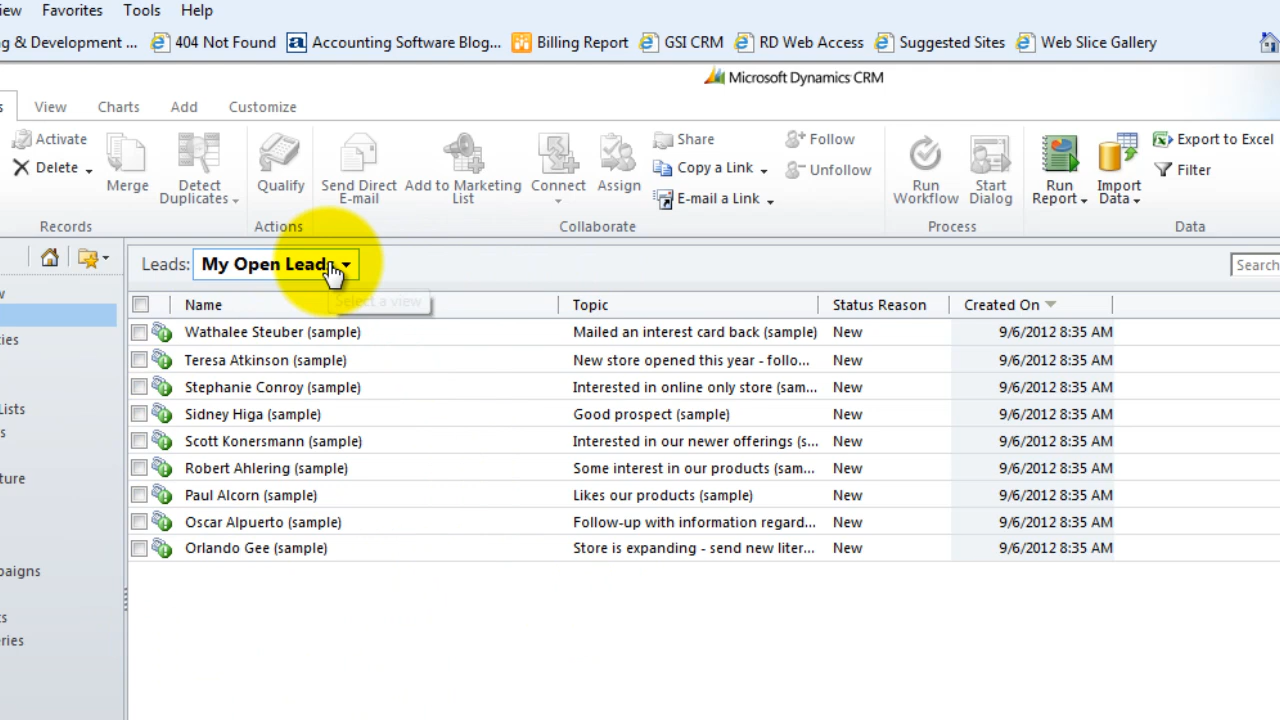 iew Favorites Tools Help
g & Development ... 404 Not Found Accounting Software Blog... Billing Report GSI CRM RD Web Access Suggested Sites Web Slice Gallery
Microsoft Dynamics CRM
s View Charts Add Customize
Activate
Delete
Merge
Detect
Duplicates
Records
Qualify
Actions
Send Direct
E-mail
Add to Marketing
List
Connect
Assign
Share
Copy a Link
E-mail a Link
Follow
Unfollow
Collaborate
Run
Workflow
Start
Dialog
Process
Run
Report
Import
Data
Export to Excel
Filter
Data
w
ies
Lists
s
ture
paigns
ts
ries
Leads: My Open Leads
Search
Select a view
Name Topic Status Reason Created On
Wathalee Steuber (sample) Mailed an interest card back (sample) New 9/6/2012 8:35 AM
Teresa Atkinson (sample) New store opened this year - follo... New 9/6/2012 8:35 AM
Stephanie Conroy (sample) Interested in online only store (sam... New 9/6/2012 8:35 AM
Sidney Higa (sample) Good prospect (sample) New 9/6/2012 8:35 AM
Scott Konersmann (sample) Interested in our newer offerings (s... New 9/6/2012 8:35 AM
Robert Ahlering (sample) Some interest in our products (sam... New 9/6/2012 8:35 AM
Paul Alcorn (sample) Likes our products (sample) New 9/6/2012 8:35 AM
Oscar Alpuerto (sample) Follow-up with information regard... New 9/6/2012 8:35 AM
Orlando Gee (sample) Store is expanding - send new liter... New 9/6/2012 8:35 AM